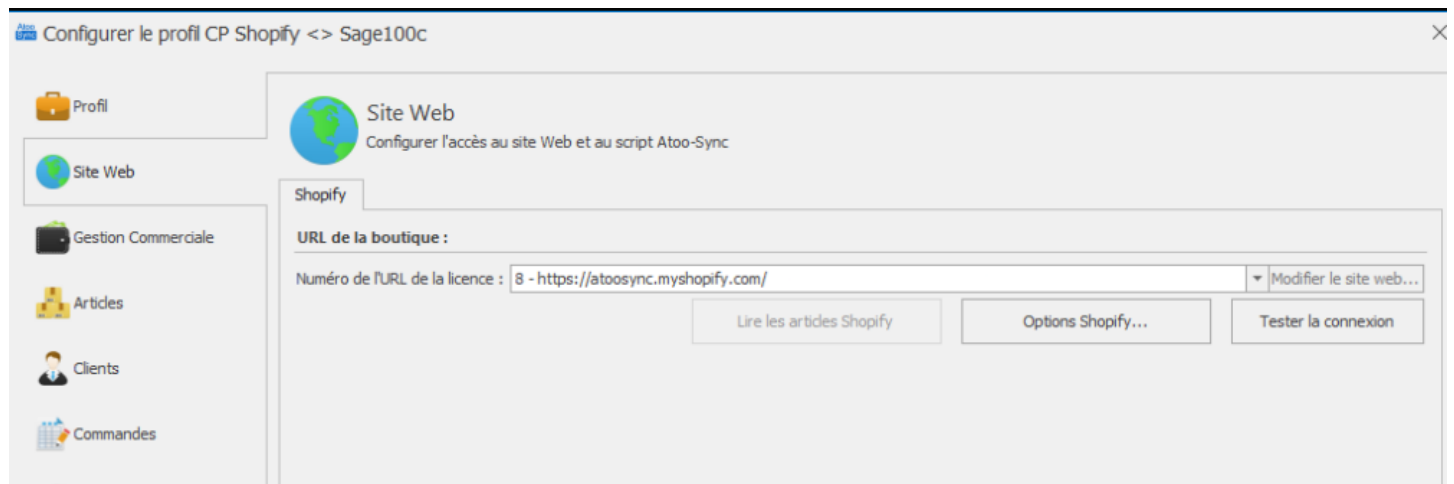 Atoo Sync
Configurer le profil CP Shopify <> Sage100c
Profil
Site Web
Gestion Commerciale
Articles
Clients
Commandes
Site Web
Configurer l'accès au site Web et au script Atoo-Sync
Shopify
URL de la boutique :
Numéro de l'URL de la licence : 8 - https://atoosync.myshopify.com/ Modifier le site web...
Lire les articles Shopify Options Shopify... Tester la connexion